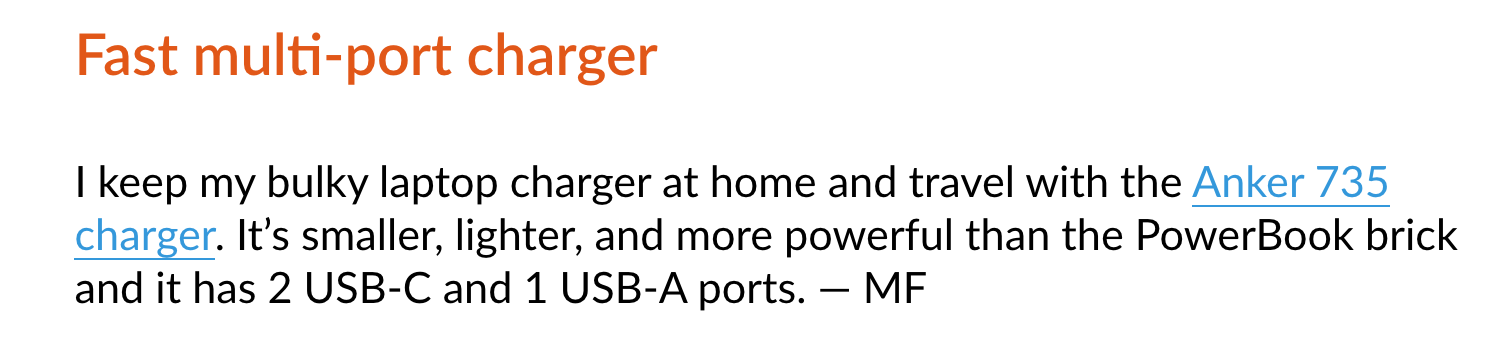 Fast multi-port charger
I keep my bulky laptop charger at home and travel with the Anker 735
charger. It’s smaller, lighter, and more powerful than the PowerBook brick
and it has 2 USB-C and 1 USB-A ports. — MF